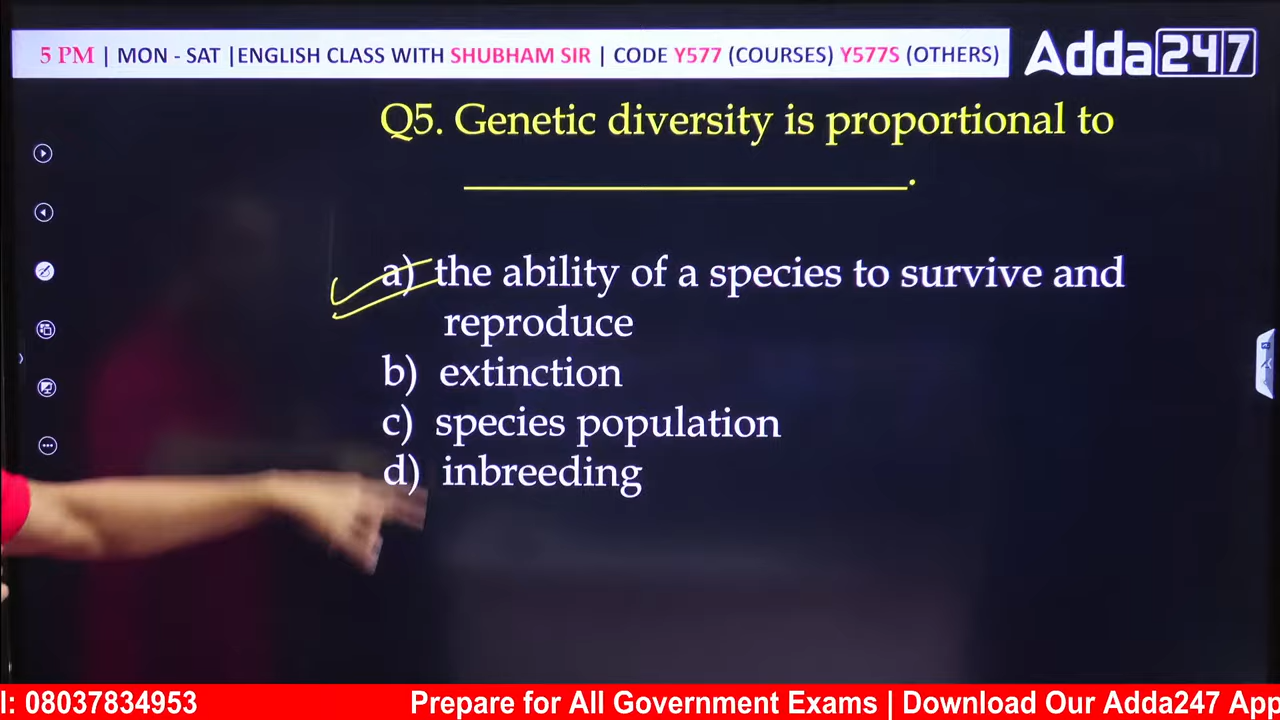 5 PM | MON - SAT |ENGLISH CLASS WITH SHUBHAM SIR | CODE Y577 (COURSES) Y577S (OTHERS)
Adda247
Q5. Genetic diversity is proportional to
____________________.
a) the ability of a species to survive and
reproduce
b) extinction
c) species population
d) inbreeding
l: 08037834953 Prepare for All Government Exams | Download Our Adda247 App